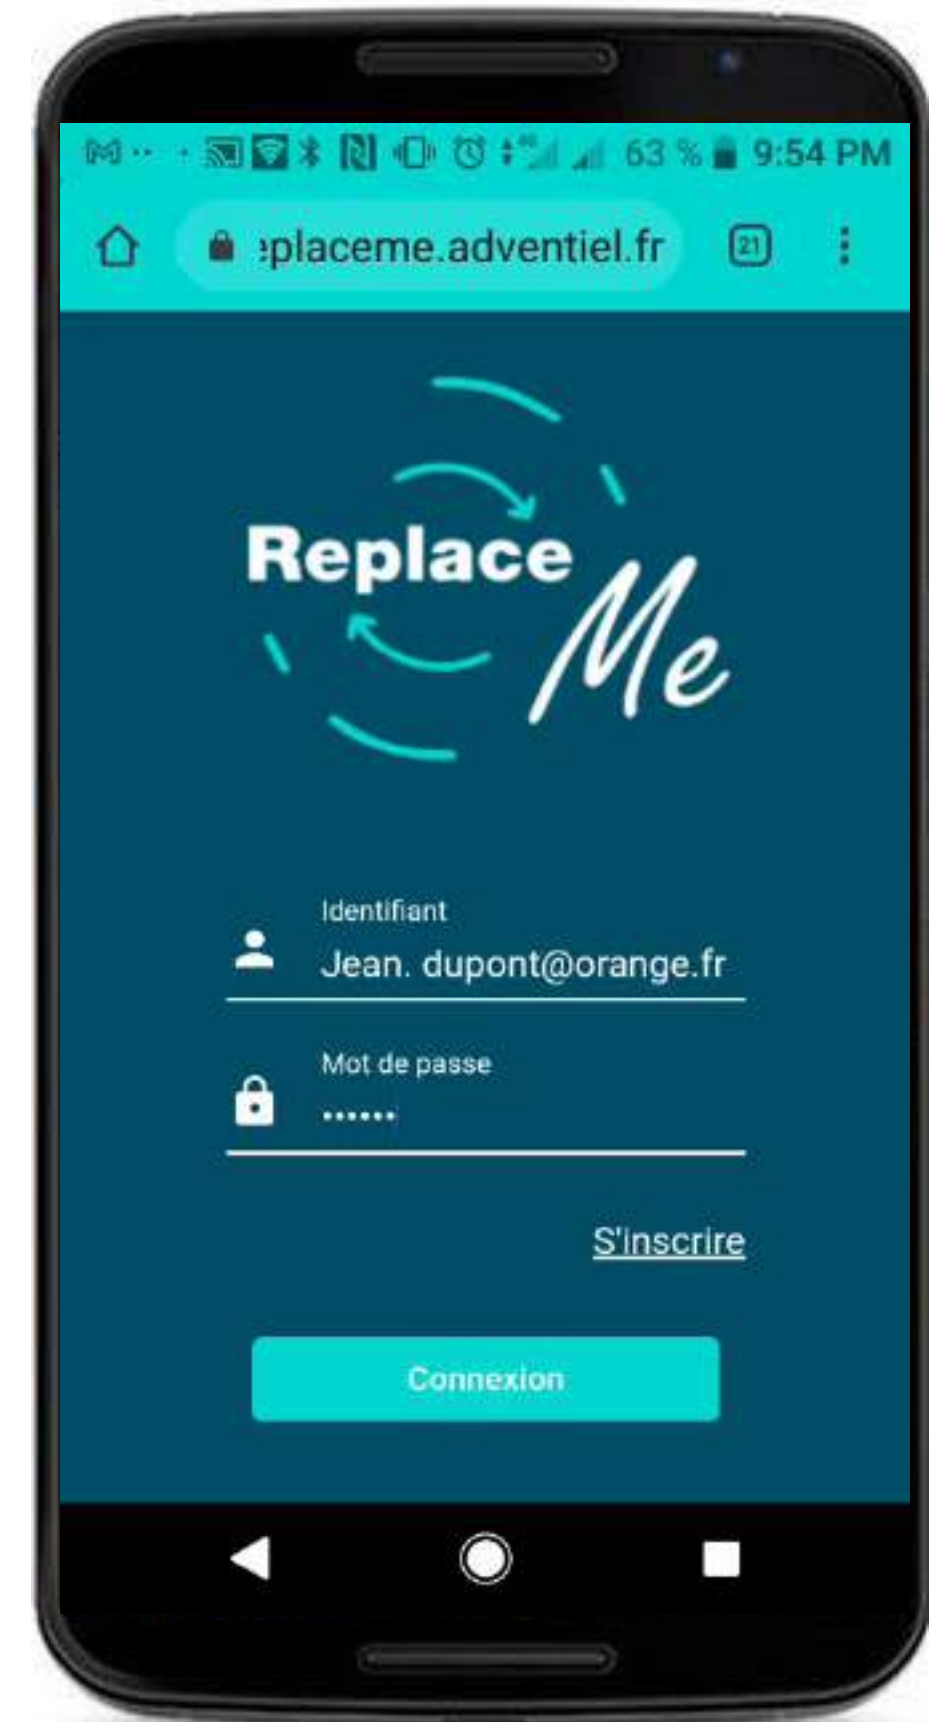 63 % 9:54 PM
eplaceme.adventiel.fr
21
Replace
Me
Identifiant
Jean. dupont@orange.fr
Mot de passe
••••••
S'inscrire
Connexion